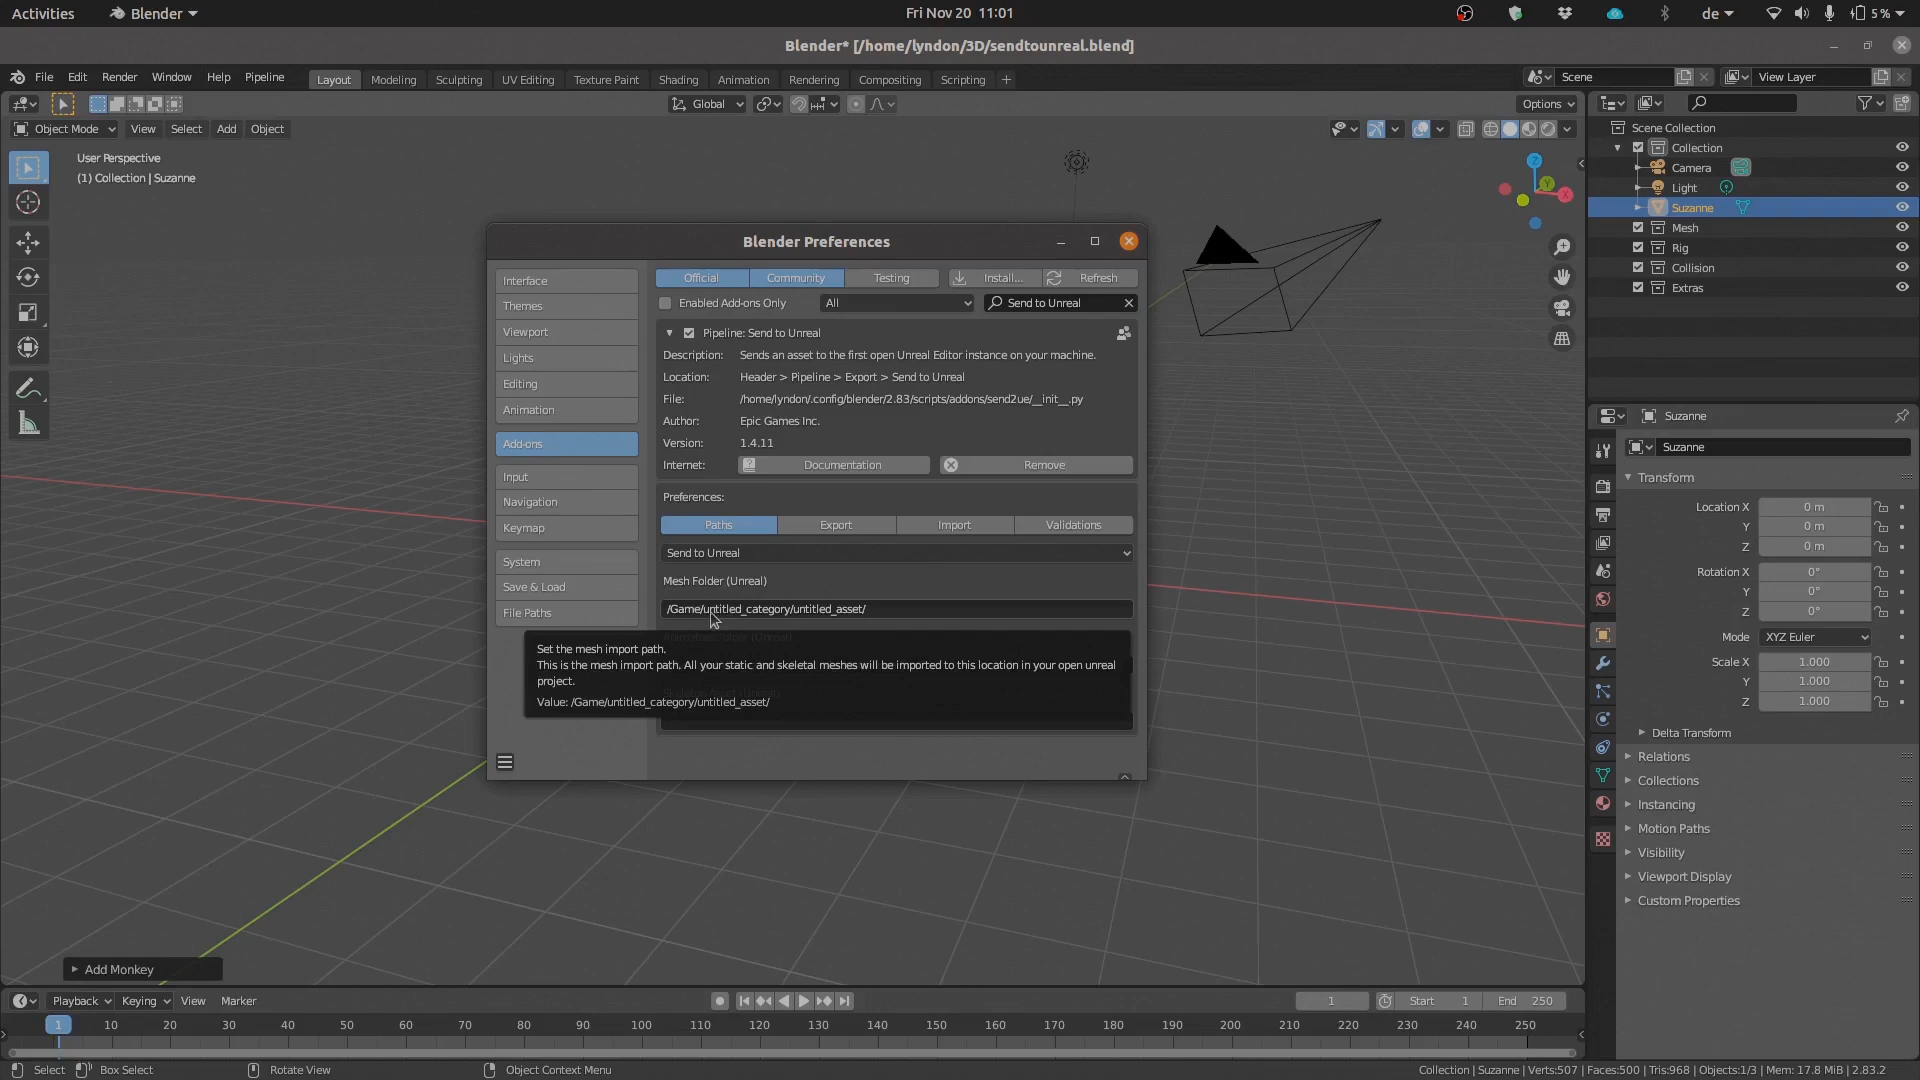 Activities Blender Fri Nov 20 11:01 de 5 %
Blender* [/home/lyndon/3D/sendtounreal.blend]
File Edit Render Window Help Pipeline Layout Modeling Sculpting UV Editing Texture Paint Shading Animation Rendering Compositing Scripting + Scene View Layer
Global Options
Object Mode View Select Add Object
User Perspective
(1) Collection | Suzanne
Z
Y
X
Blender Preferences
Interface
Themes
Viewport
Lights
Editing
Animation
Add-ons
Input
Navigation
Keymap
System
Save & Load
File Paths
Official Community Testing Install... Refresh
Enabled Add-ons Only All Send to Unreal
Pipeline: Send to Unreal
Description: Sends an asset to the first open Unreal Editor instance on your machine.
Location: Header > Pipeline > Export > Send to Unreal
File: /home/lyndon/.config/blender/2.83/scripts/addons/send2ue/__init__.py
Author: Epic Games Inc.
Version: 1.4.11
Internet: Documentation Remove
Preferences:
Paths Export Import Validations
Send to Unreal
Mesh Folder (Unreal)
/Game/untitled_category/untitled_asset/
Set the mesh import path.
This is the mesh import path. All your static and skeletal meshes will be imported to this location in your open unreal
project.
Value: /Game/untitled_category/untitled_asset/
Scene Collection
Collection
Camera
Light
Suzanne
Mesh
Rig
Collision
Extras
Suzanne
Suzanne
Transform
Location X 0 m
Y 0 m
Z 0 m
Rotation X 0°
Y 0°
Z 0°
Mode XYZ Euler
Scale X 1.000
Y 1.000
Z 1.000
Delta Transform
Relations
Collections
Instancing
Motion Paths
Visibility
Viewport Display
Custom Properties
Add Monkey
Playback Keying View Marker 1 Start 1 End 250
1 10 20 30 40 50 60 70 80 90 100 110 120 130 140 150 160 170 180 190 200 210 220 230 240 250
Select Box Select Rotate View Object Context Menu Collection | Suzanne | Verts:507 | Faces:500 | Tris:968 | Objects:1/3 | Mem: 17.8 MiB | 2.83.2